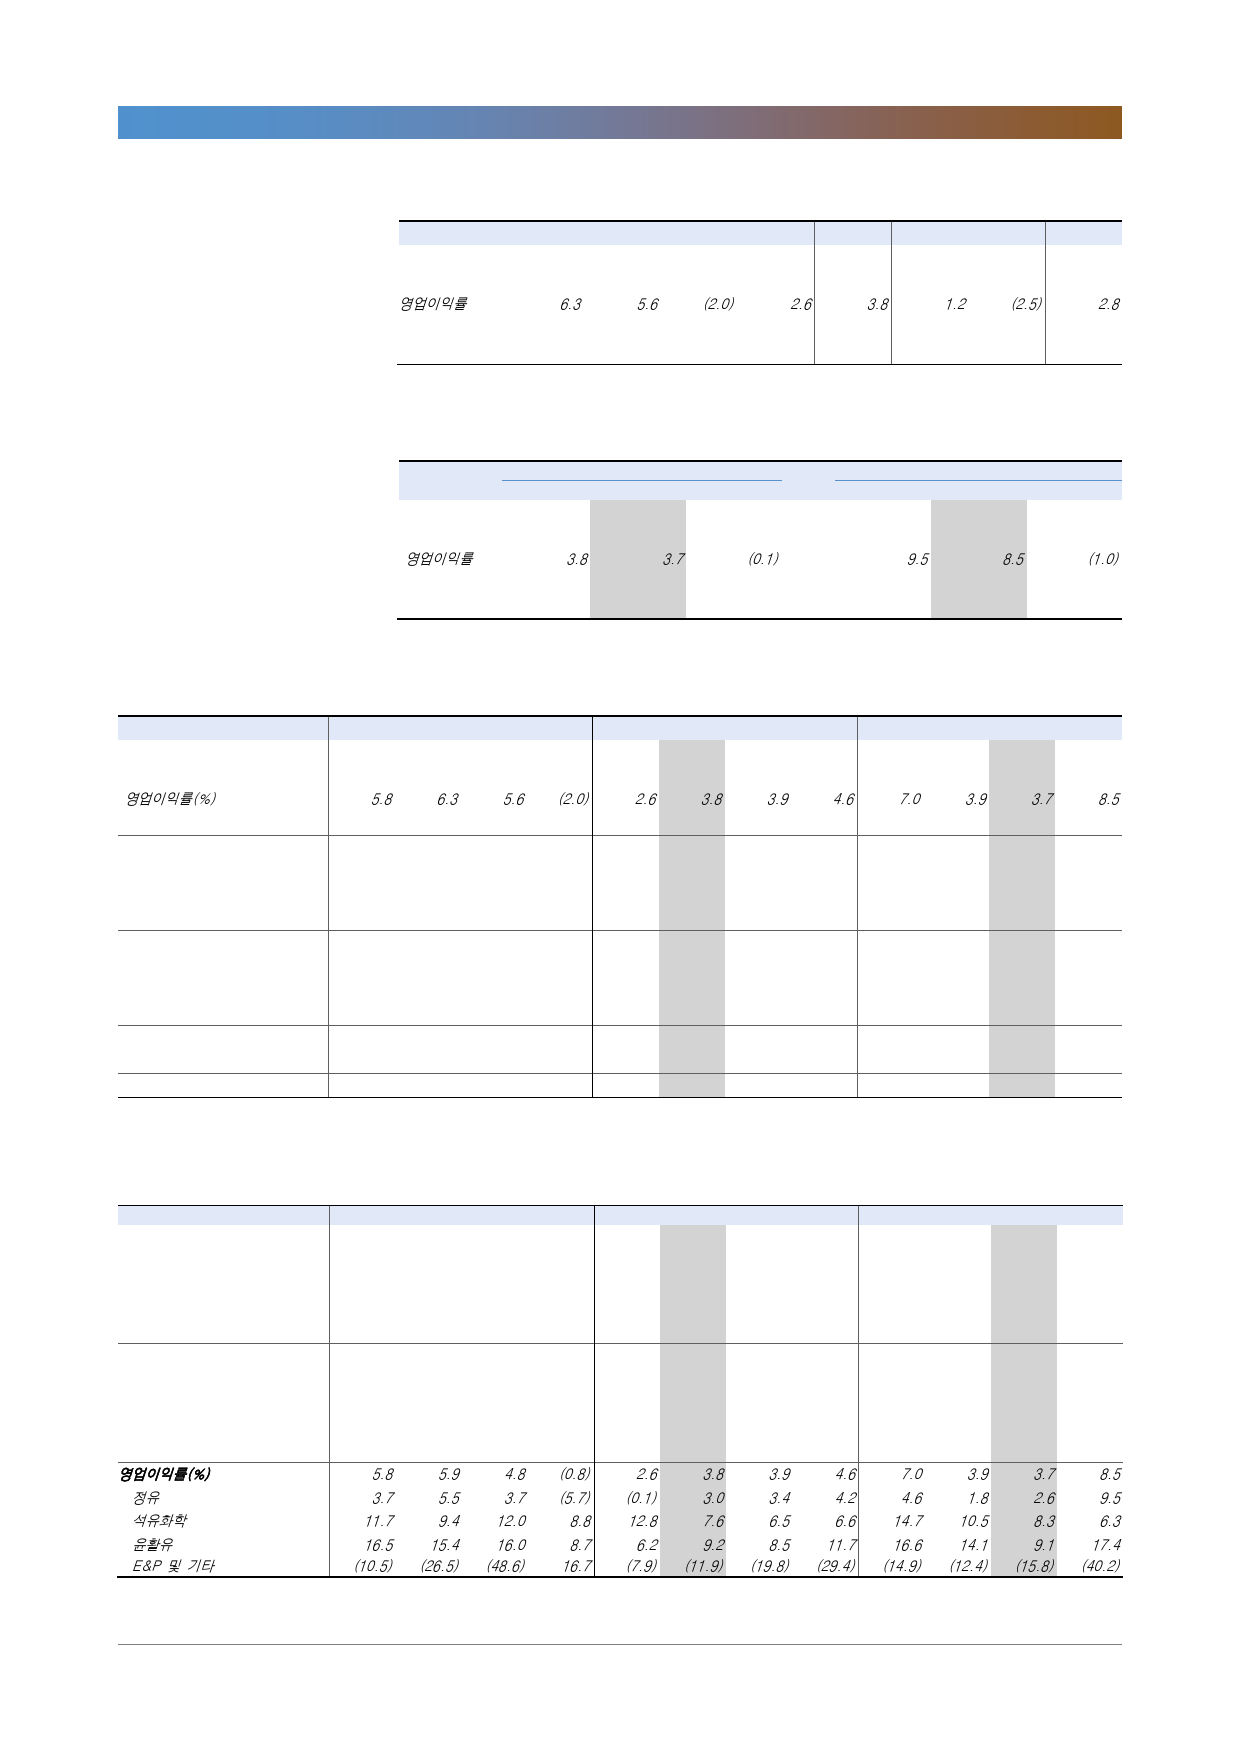 영업이익률 6.3 5.6 (2.0) 2.6 3.8 1.2 (2.5) 2.8
영업이익률 3.8 3.7 (0.1) 9.5 8.5 (1.0)
영업이익률(%) 5.8 6.3 5.6 (2.0) 2.6 3.8 3.9 4.6 7.0 3.9 3.7 8.5
영업이익률(%) 5.8 5.9 4.8 (0.8) 2.6 3.8 3.9 4.6 7.0 3.9 3.7 8.5
정유 3.7 5.5 3.7 (5.7) (0.1) 3.0 3.4 4.2 4.6 1.8 2.6 9.5
석유화학 11.7 9.4 12.0 8.8 12.8 7.6 6.5 6.6 14.7 10.5 8.3 6.3
윤활유 16.5 15.4 16.0 8.7 6.2 9.2 8.5 11.7 16.6 14.1 9.1 17.4
E&P 및 기타 (10.5) (26.5) (48.6) 16.7 (7.9) (11.9) (19.8) (29.4) (14.9) (12.4) (15.8) (40.2)